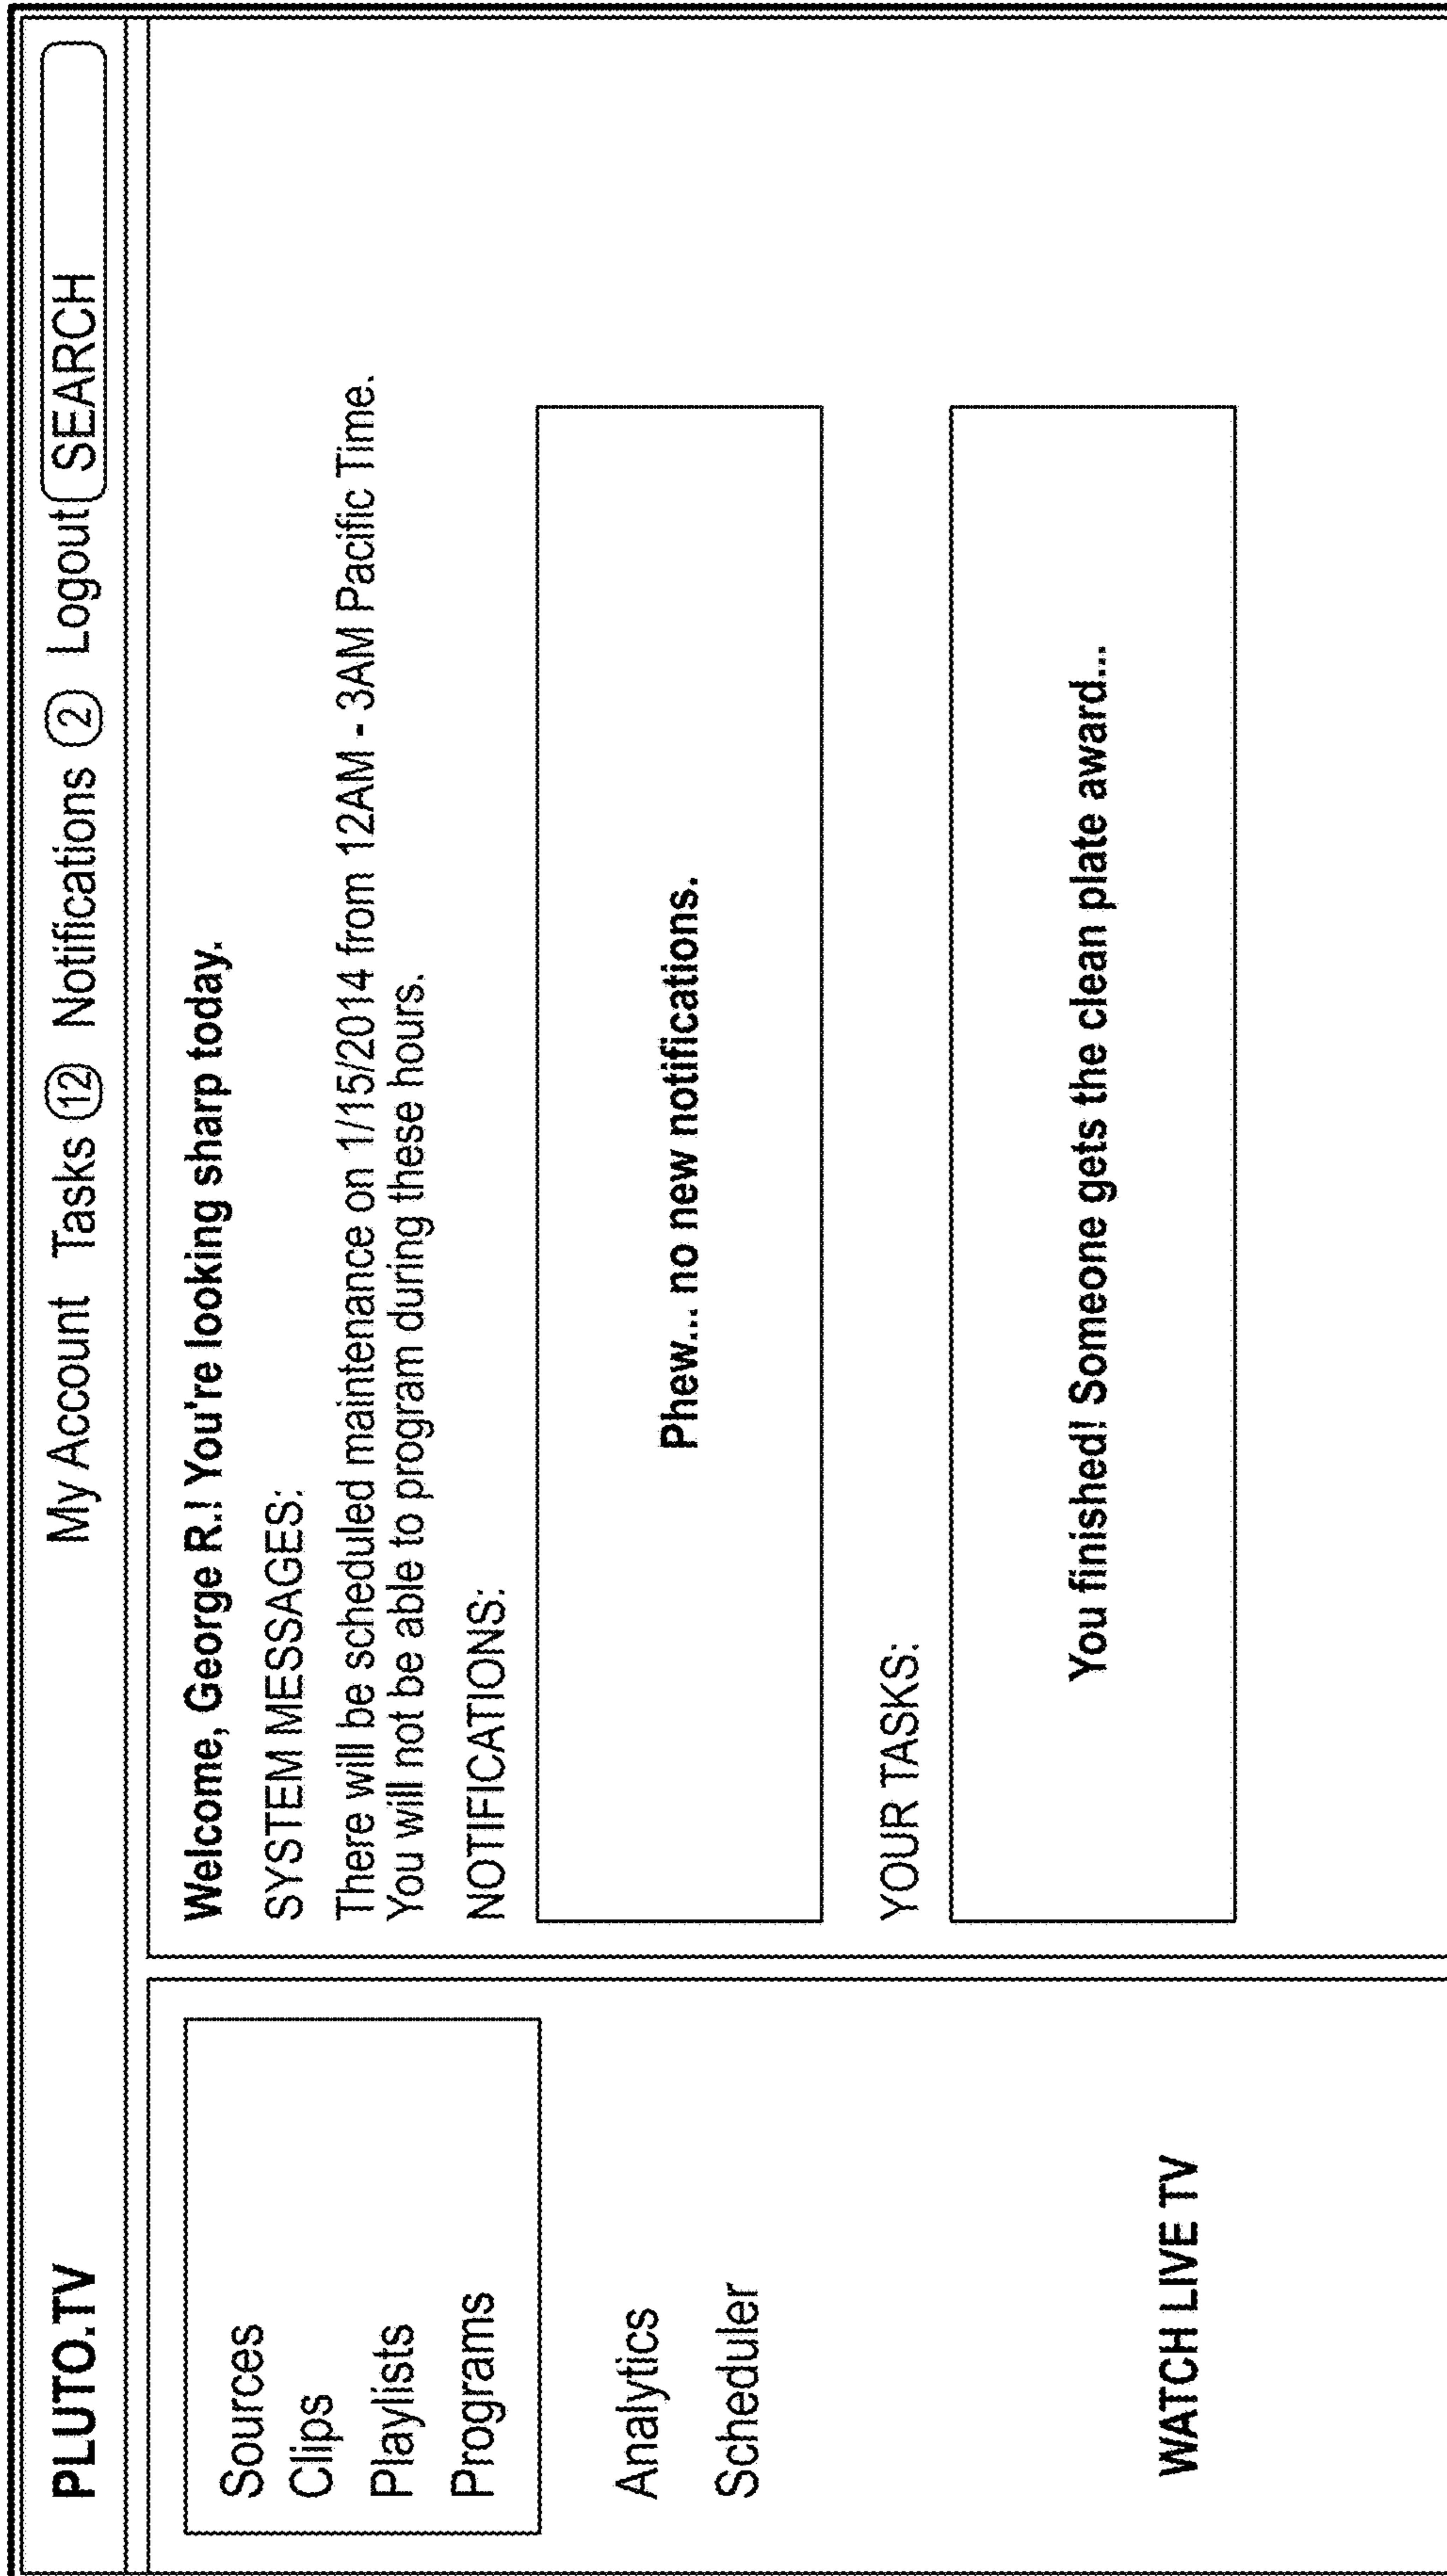 PLUTO.TV My Account Tasks 12 Notifications 2 Logout SEARCH
Sources
Clips
Playlists
Programs
Analytics
Scheduler
WATCH LIVE TV
Welcome, George R.! You're looking sharp today.
SYSTEM MESSAGES:
There will be scheduled maintenance on 1/15/2014 from 12AM - 3AM Pacific Time.
You will not be able to program during these hours.
NOTIFICATIONS:
Phew... no new notifications.
YOUR TASKS:
You finished! Someone gets the clean plate award...